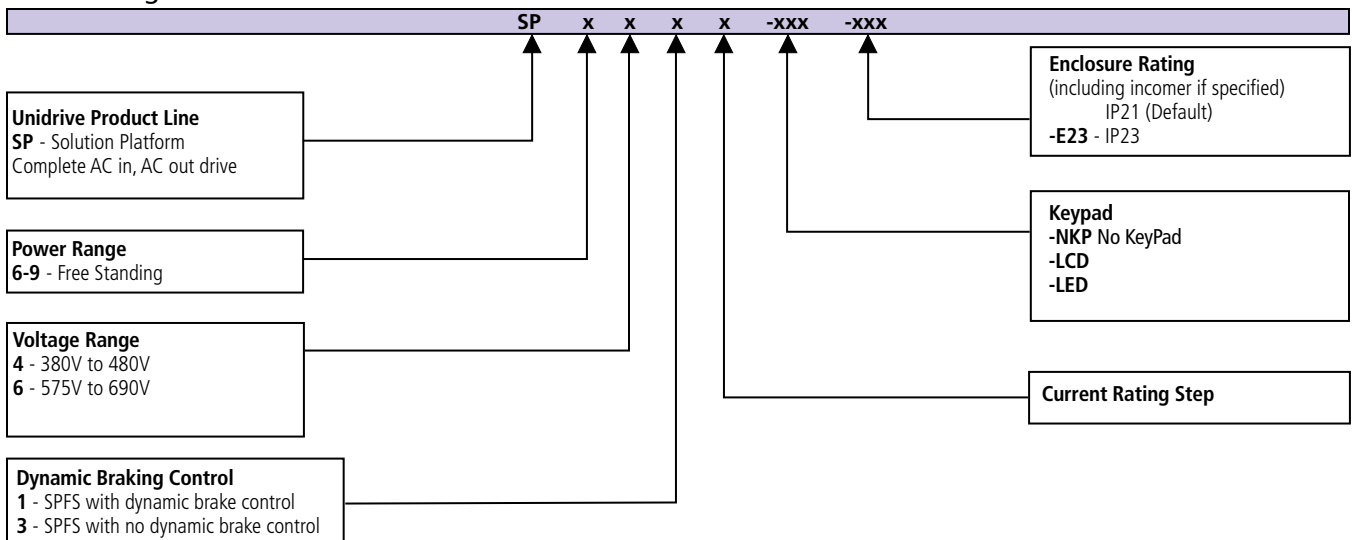 SP x x x x -xxx -xxx
Unidrive Product Line
SP - Solution Platform
Complete AC in, AC out drive
Power Range
6-9 - Free Standing
Voltage Range
4 - 380V to 480V
6 - 575V to 690V
Dynamic Braking Control
1 - SPFS with dynamic brake control
3 - SPFS with no dynamic brake control
Enclosure Rating
(including incomer if specified)
IP21 (Default)
-E23 - IP23
Keypad
-NKP No KeyPad
-LCD
-LED
Current Rating Step